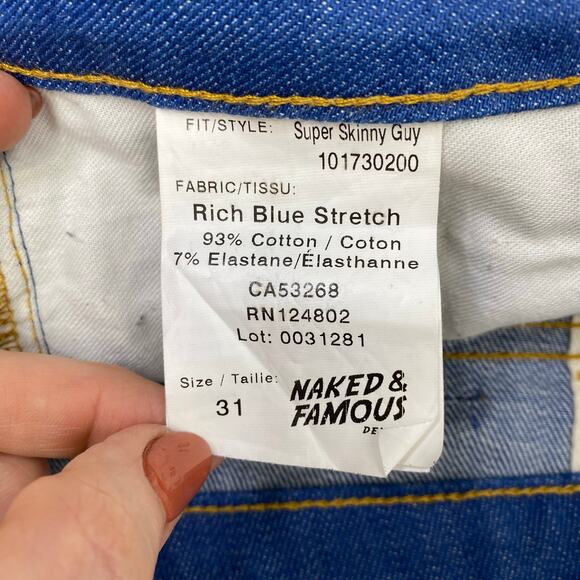 FIT/STYLE: Super Skinny Guy
101730200
FABRIC/TISSU:
Rich Blue Stretch
93% Cotton / Coton
7% Elastane/Élasthanne
CA53268
RN124802
Lot: 0031281
Size / Taille:
31
NAKED &
FAMOUS